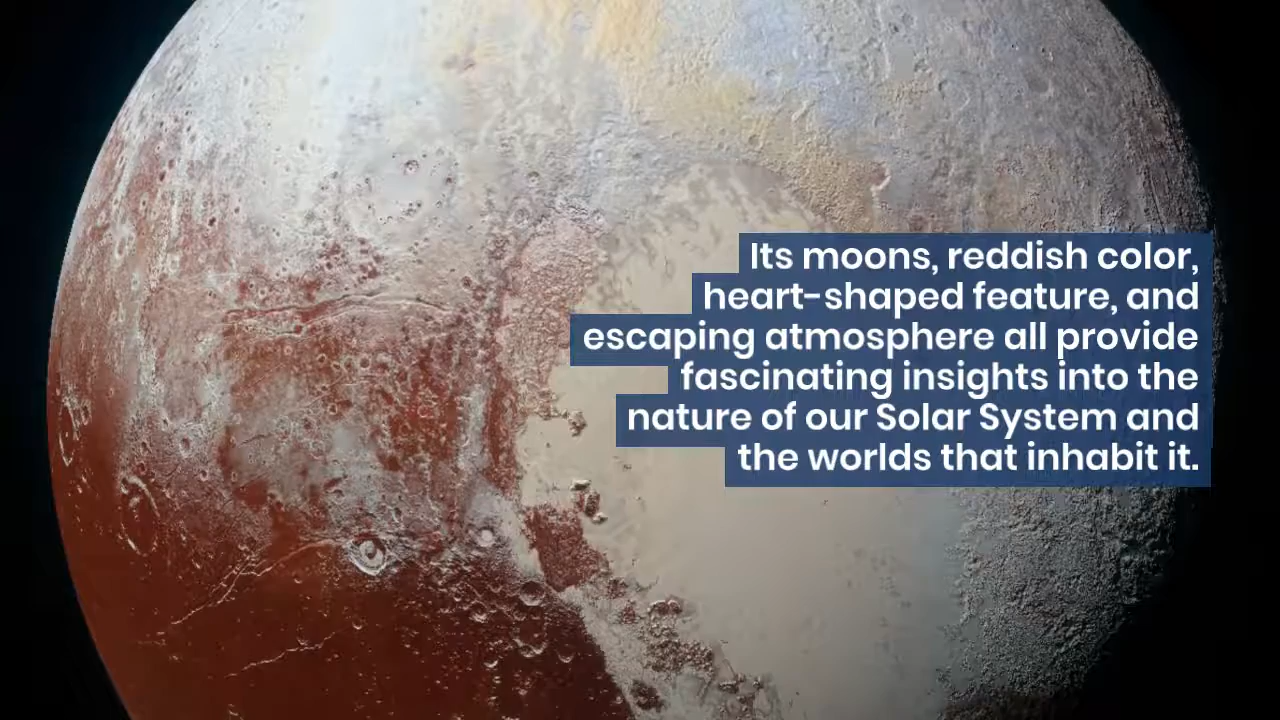 Its moons, reddish color,
heart-shaped feature, and
escaping atmosphere all provide
fascinating insights into the
nature of our Solar System and
the worlds that inhabit it.